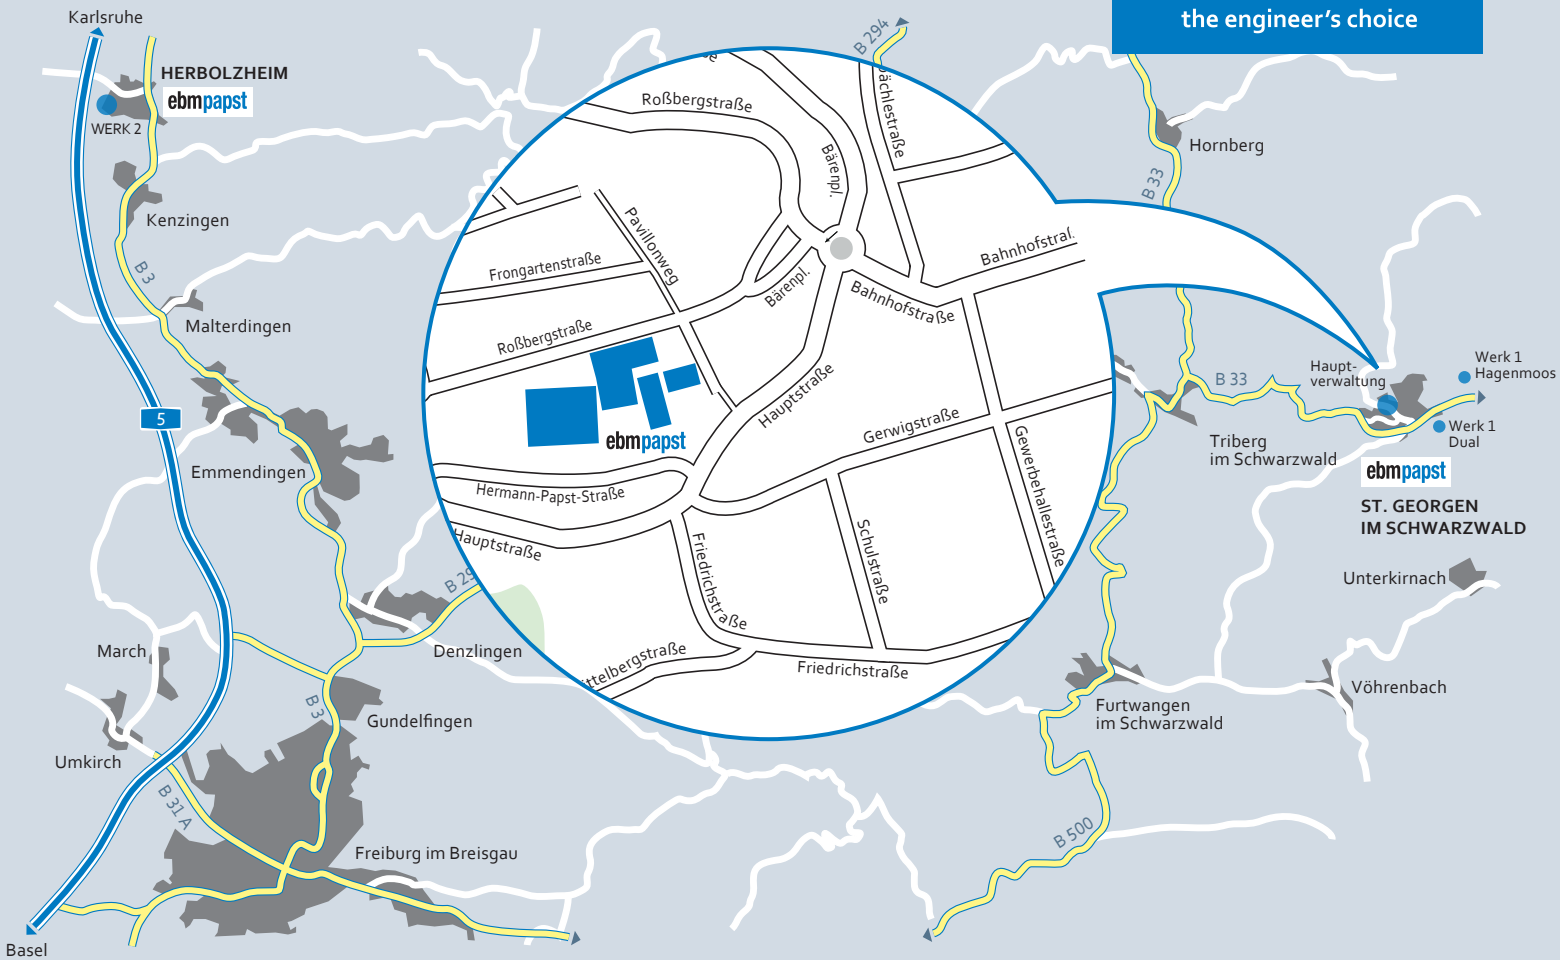 Karlsruhe
the engineer's choice
B 294
HERBOLZHEIM
ebmpapst
WERK 2
Kenzingen
B 3
Malterdingen
5
Emmendingen
Denzlingen
March
Gundelfingen
B 3
Umkirch
B 31 A
Freiburg im Breisgau
Basel
Roßbergstraße
Bärenpl.
Pavillonweg
Frongartenstraße
Bärenpl.
Bahnhofstraße
Roßbergstraße
Hauptstraße
ebmpapst
Gerwigstraße
Gewerbehallestraße
Hermann-Papst-Straße
Hauptstraße
Friedrichstraße
Schulstraße
Friedrichstraße
Hornberg
B 33
B 33
Haupt-
verwaltung
Werk 1
Hagenmoos
Werk 1
Dual
Triberg
im Schwarzwald
ebmpapst
ST. GEORGEN
IM SCHWARZWALD
Unterkirnach
Vöhrenbach
Furtwangen
im Schwarzwald
B 500